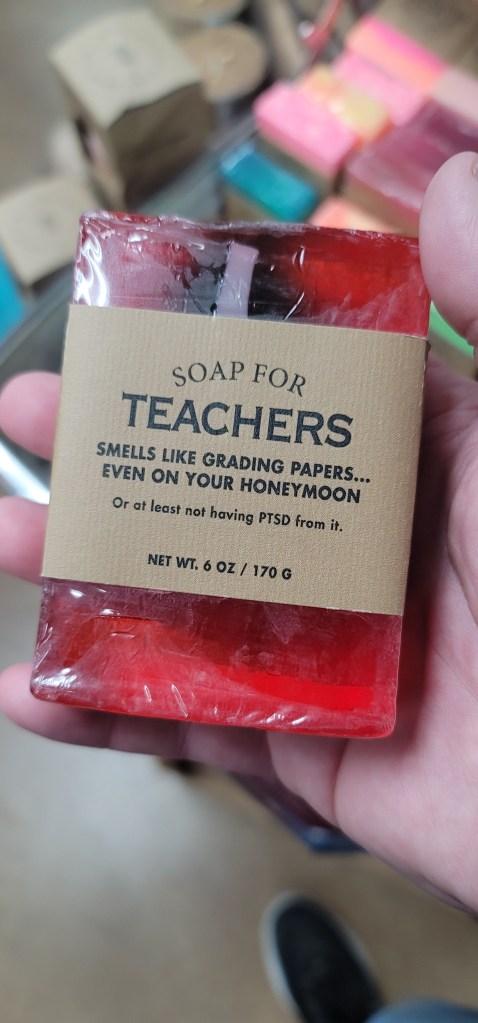 SOAP FOR
TEACHERS
SMELLS LIKE GRADING PAPERS...
EVEN ON YOUR HONEYMOON
Or at least not having PTSD from it.
NET WT. 6 OZ / 170 G